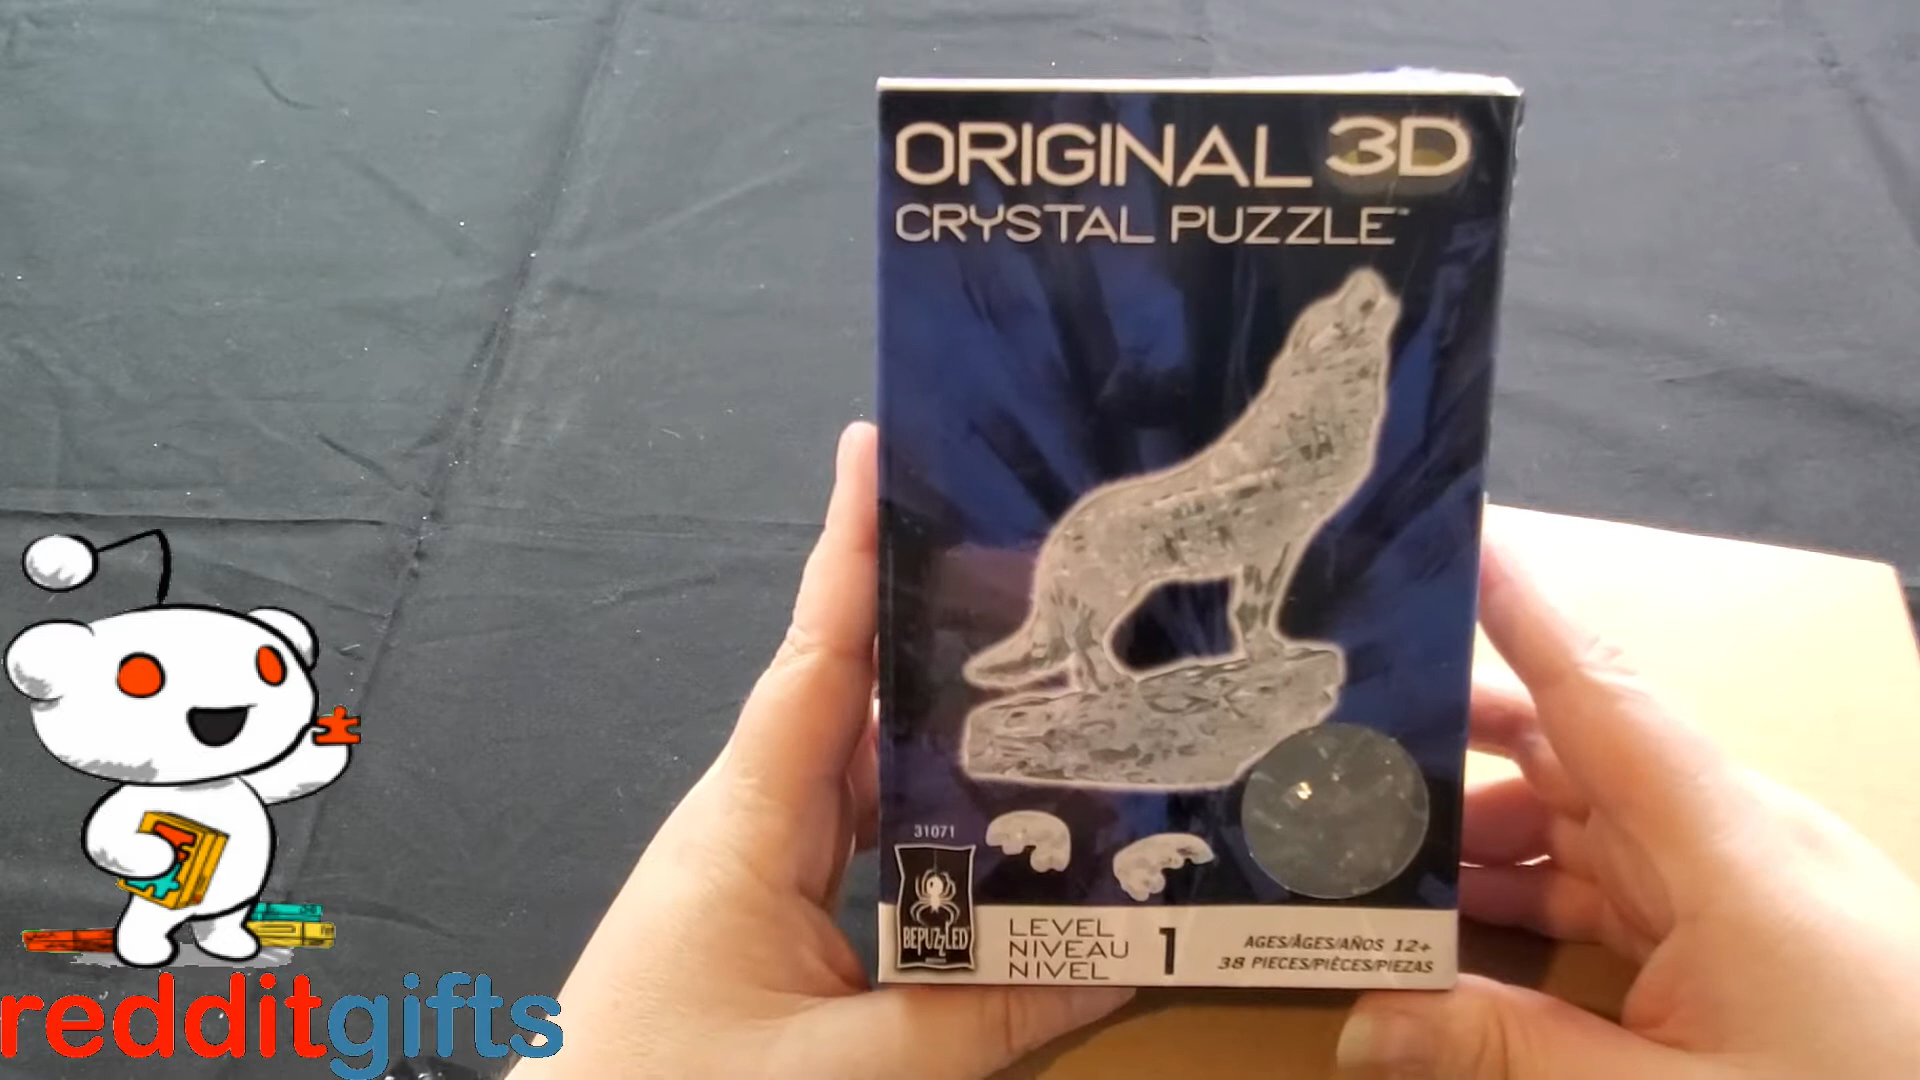 ORIGINAL 3D
CRYSTAL PUZZLE™
31071
BEPUZZLED
LEVEL
NIVEAU
NIVEL
1
AGES/ÂGES/AÑOS 12+
38 PIECES/PIÈCES/PIEZAS
redditgifts